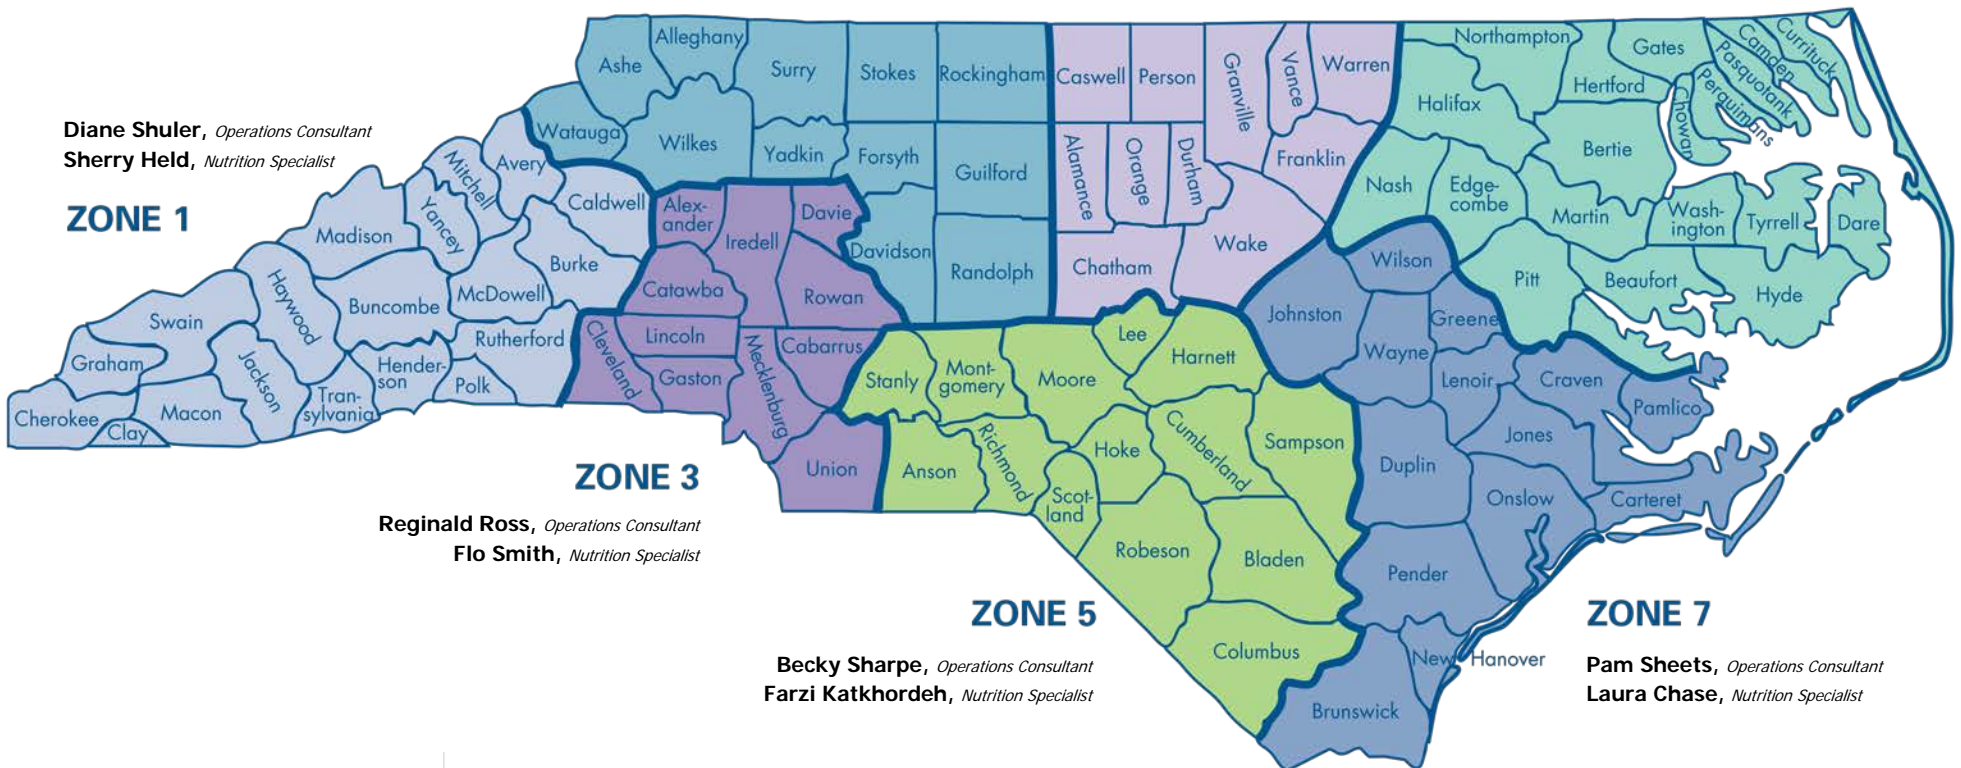 Alleghany
Ashe
Surry
Stokes
Rockingham
Caswell
Person
Granville
Vance
Warren
Northampton
Gates
Camden
Currituck
Pasquotank
Perquimans
Hertford
Chowan
Halifax
Watauga
Wilkes
Yadkin
Forsyth
Guilford
Alamance
Orange
Durham
Franklin
Bertie
Diane Shuler, Operations Consultant
Sherry Held, Nutrition Specialist
ZONE 1
Mitchell
Avery
Caldwell
Yancey
Madison
Alex-
ander
Iredell
Davie
Davidson
Randolph
Chatham
Wake
Nash
Edge-
combe
Martin
Wash-
ington
Tyrrell
Dare
Haywood
Buncombe
McDowell
Burke
Catawba
Rowan
Wilson
Pitt
Beaufort
Hyde
Swain
Rutherford
Cleveland
Lincoln
Mecklenburg
Cabarrus
Lee
Harnett
Johnston
Greene
Wayne
Graham
Jackson
Hender-
son
Polk
Gaston
Stanly
Mont-
gomery
Moore
Lenoir
Craven
Pamlico
Cherokee
Clay
Macon
Tran-
sylvania
Union
Anson
Richmond
Hoke
Cumberland
Sampson
Duplin
Jones
Scot-
land
Onslow
Carteret
ZONE 3
Reginald Ross, Operations Consultant
Flo Smith, Nutrition Specialist
Robeson
Bladen
Pender
ZONE 5
Becky Sharpe, Operations Consultant
Farzi Katkhordeh, Nutrition Specialist
Columbus
New Hanover
Brunswick
ZONE 7
Pam Sheets, Operations Consultant
Laura Chase, Nutrition Specialist